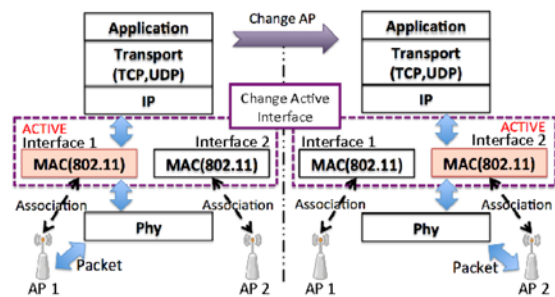 Application
Transport
(TCP,UDP)
IP
Change AP
Application
Transport
(TCP,UDP)
IP
Change Active
Interface
ACTIVE
Interface 1
MAC(802.11)
Interface 2
MAC(802.11)
Association
Association
Phy
Packet
AP 1
AP 2
Interface 1
MAC(802.11)
ACTIVE
Interface 2
MAC(802.11)
Association
Association
Phy
Packet
AP 1
AP 2